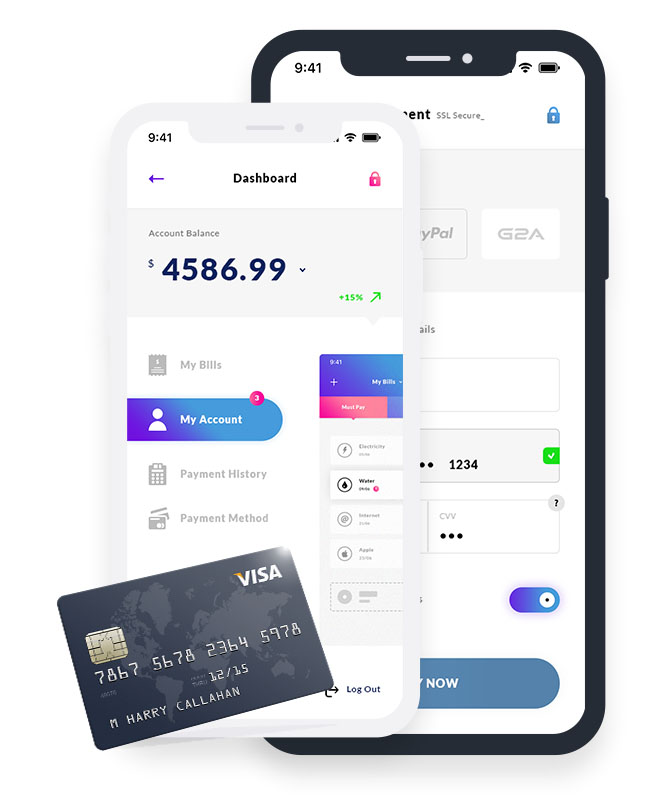 9:41
ment SSL Secure_
yPal
G2A
ails
1234
?
CVV
s
Y NOW
9:41
Dashboard
Account Balance
$ 4586.99
+15%
My Bills
3
My Account
Payment History
Payment Method
9:41
My Bills
Must Pay
Electricity
Water
Internet
Apple
Log Out
VISA
7867 5678 2364 5978
12/15
M HARRY CALLAHAN